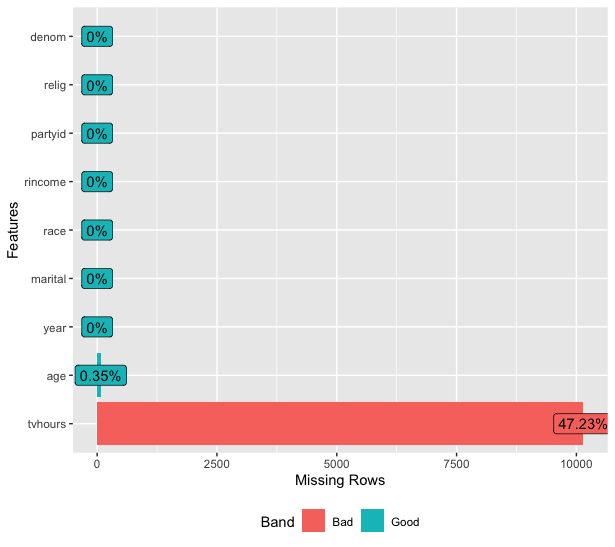 denom 0%
relig 0%
partyid 0%
rincome 0%
race 0%
marital 0%
year 0%
age 0.35%
tvhours 47.23%
Features
0 2500 5000 7500 10000
Missing Rows
Band Bad Good